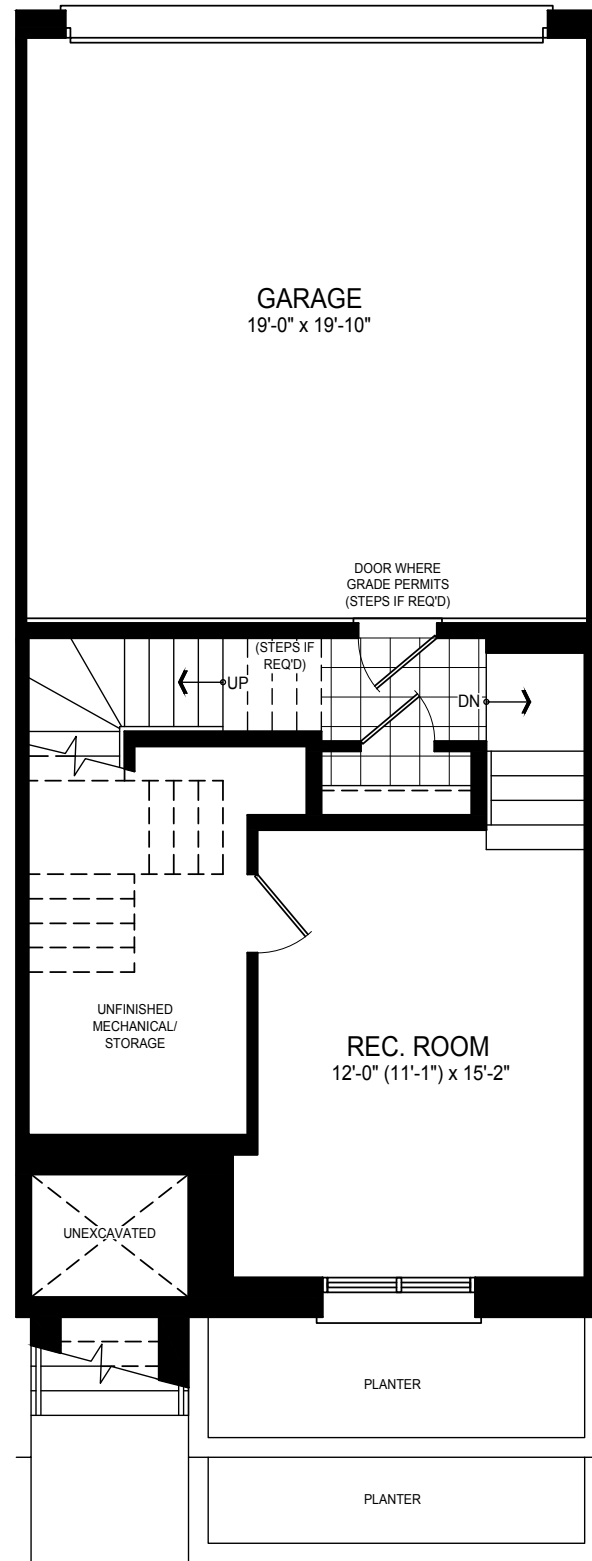 GARAGE
19'-0" x 19'-10"
DOOR WHERE
GRADE PERMITS
(STEPS IF REQ'D)
(STEPS IF
REQ'D)
UP
DN
UNFINISHED
MECHANICAL/
STORAGE
REC. ROOM
12'-0" (11'-1") x 15'-2"
UNEXCAVATED
PLANTER
PLANTER